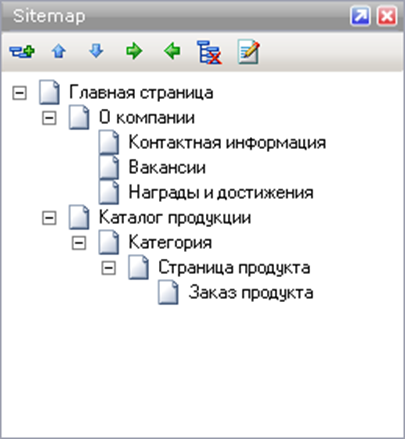 Sitemap
Главная страница
О компании
Контактная информация
Вакансии
Награды и достижения
Каталог продукции
Категория
Страница продукта
Заказ продукта